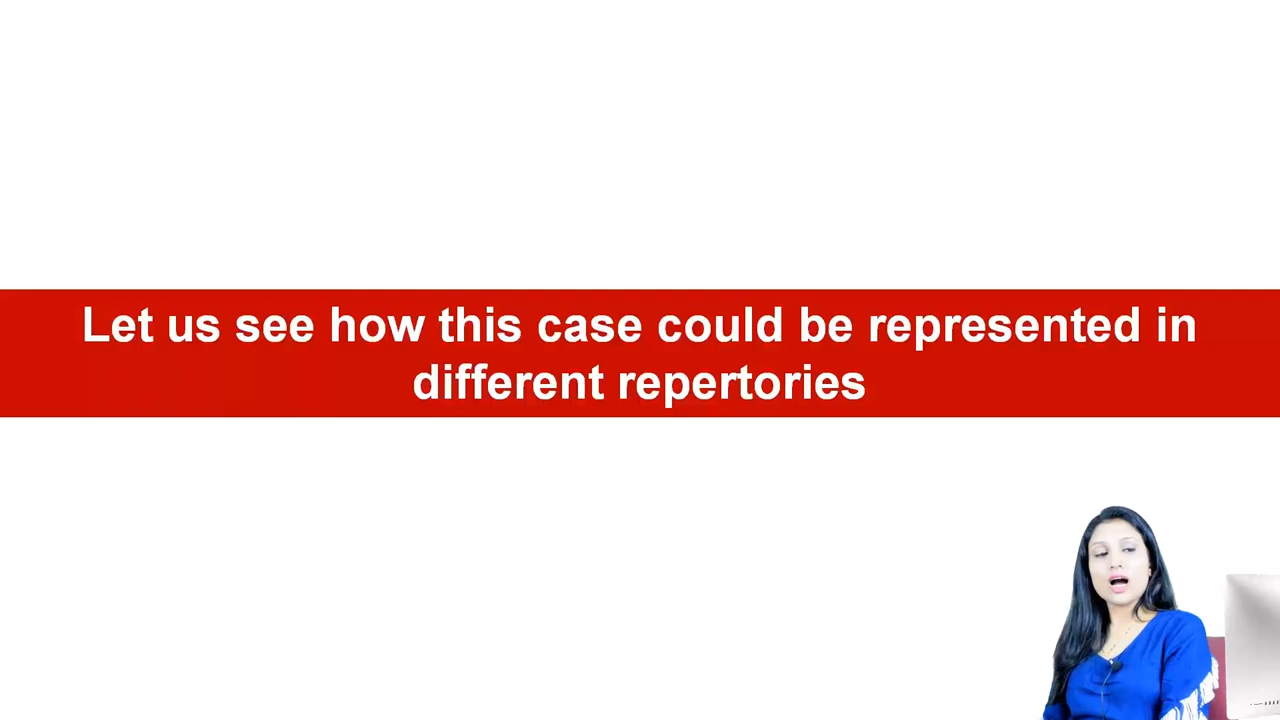 Let us see how this case could be represented in
different repertories